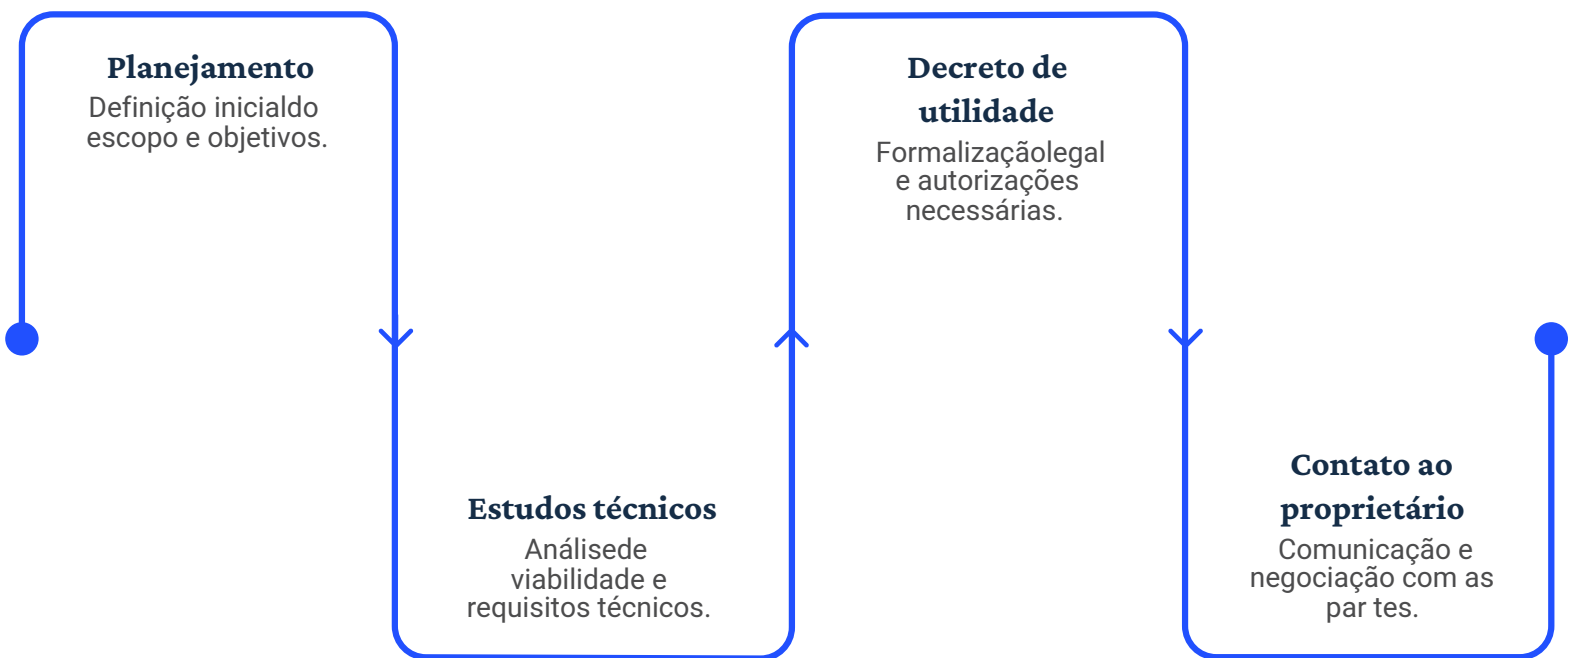 Planejamento
Definição inicialdo
escopo e objetivos.
Estudos técnicos
Análisede
viabilidade e
requisitos técnicos.
Decreto de
utilidade
Formalizaçãolegal
e autorizações
necessárias.
Contato ao
proprietário
Comunicação e
negociação com as
par tes.